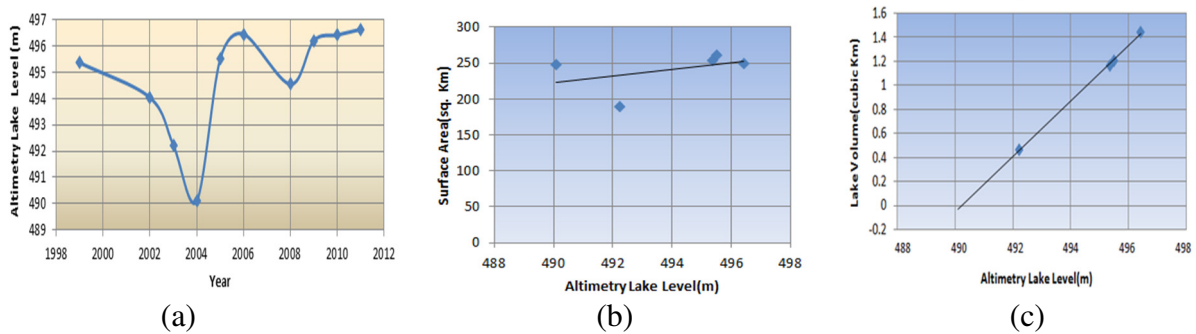 497
496
495
494
493
492
491
490
489
Altimetry Lake Level (m)
1998 2000 2002 2004 2006 2008 2010 2012
Year
(a)
300
250
200
150
100
50
0
Surface Area(sq. Km)
488 490 492 494 496 498
Altimetry Lake Level(m)
(b)
1.6
1.4
1.2
1
0.8
0.6
0.4
0.2
0
-0.2
Lake Volume(cubic Km)
488 490 492 494 496 498
Altimetry Lake Level(m)
(c)